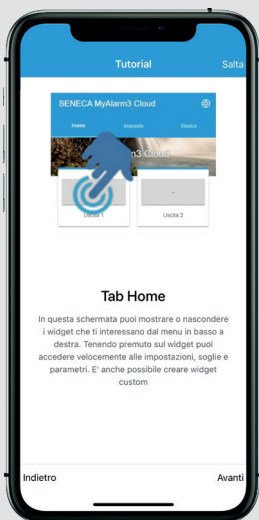 Tutorial
Salta
SENECA MyAlarm3 Cloud
Home Impianto Storico
m3 Cloud
-
Uscita 1 Uscita 2
Tab Home
In questa schermata puoi mostrare o nascondere
i widget che ti interessano dal menu in basso a
destra. Tenendo premuto sul widget puoi
accedere velocemente alle impostazioni, soglie e
parametri. E' anche possibile creare widget
custom
Indietro
Avanti